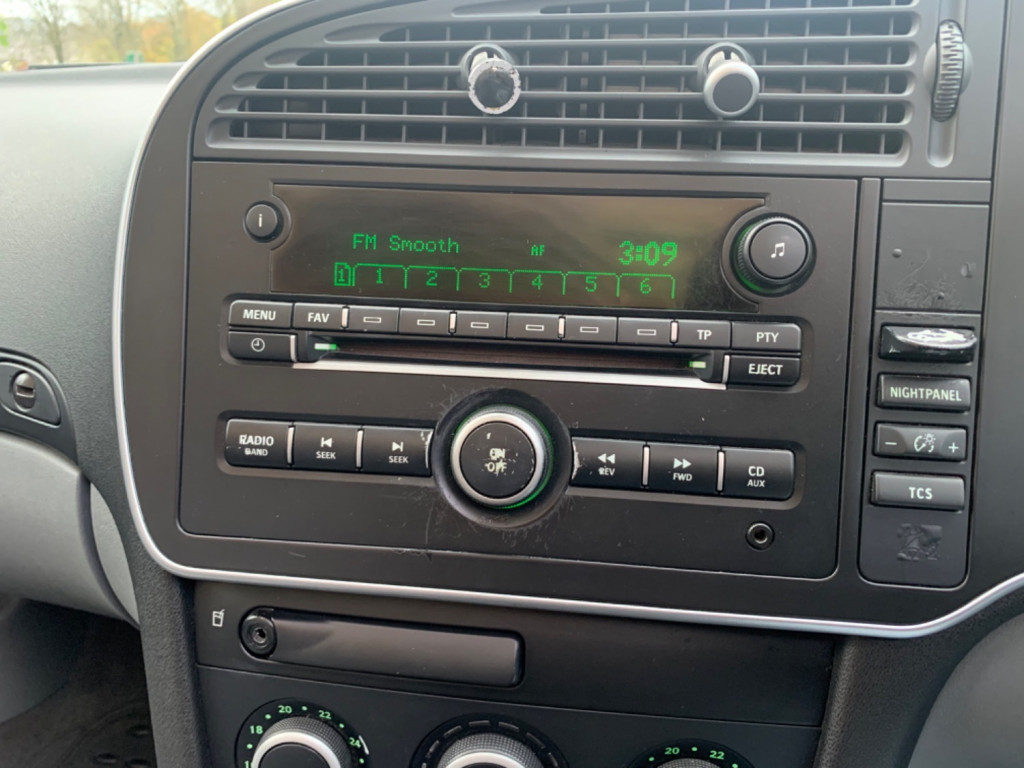 i
FM Smooth AF 3:09
1 1 2 3 4 5 6
MENU FAV TP PTY
EJECT
NIGHTPANEL
- +
RADIO BAND
SEEK SEEK
ON OFF
REV FWD
CD AUX
TCS
18 20 22 24
20 22